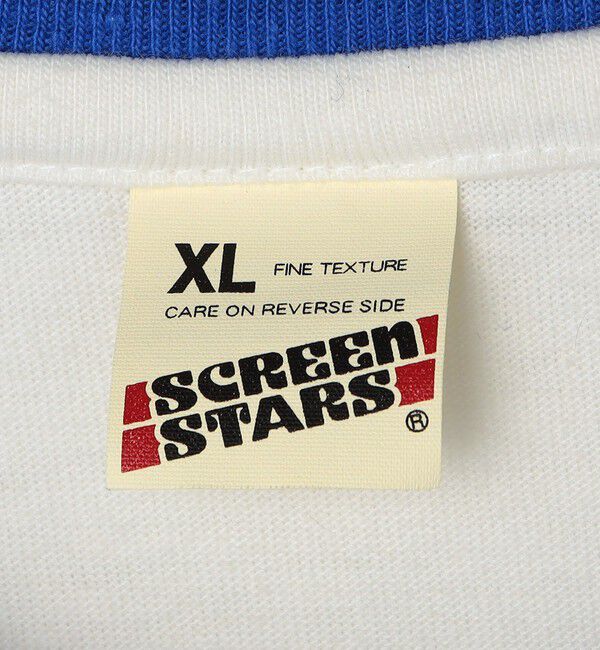 XL FINE TEXTURE
CARE ON REVERSE SIDE
SCREEN
STARS ®